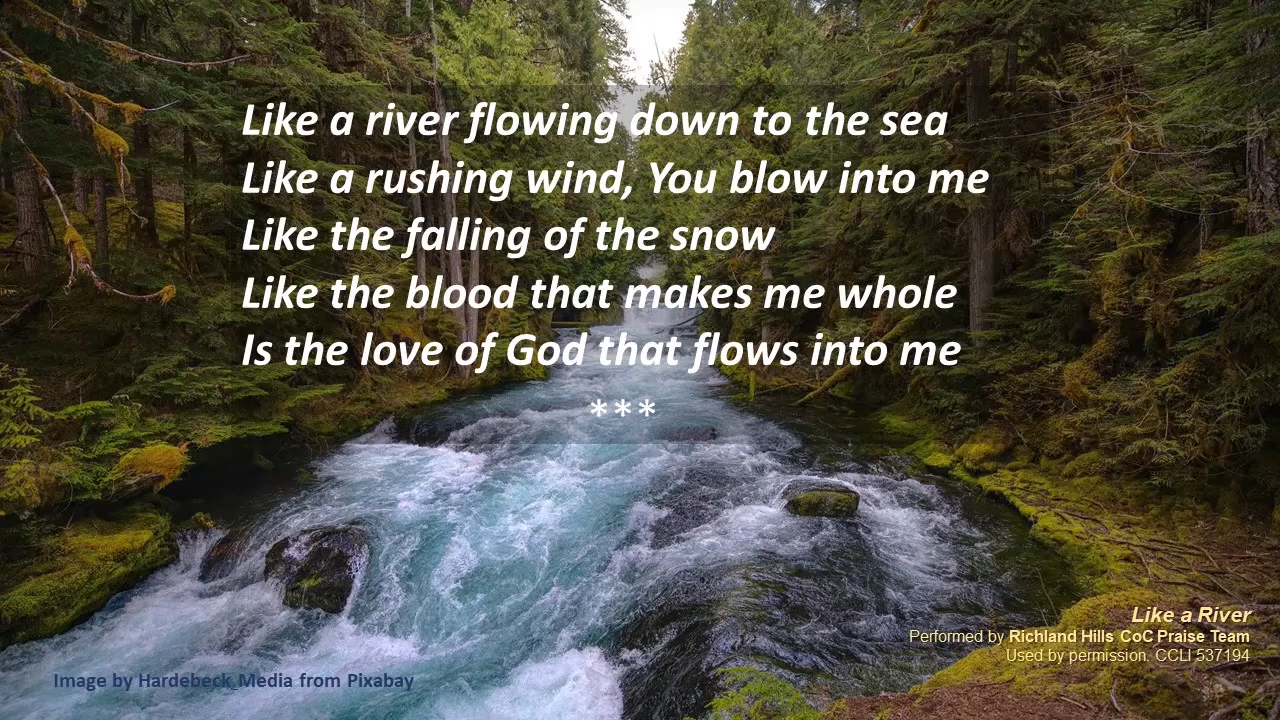 Like a river flowing down to the sea
Like a rushing wind, You blow into me
Like the falling of the snow
Like the blood that makes me whole
Is the love of God that flows into me
***
Like a River
Performed by Richland Hills CoC Praise Team
Used by permission. CCLI 537194
Image by Hardebeck_Media from Pixabay